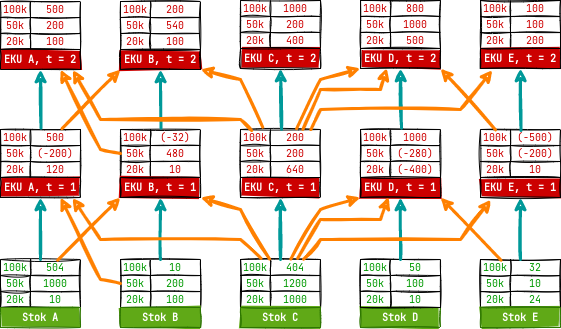 100k 500
50k 200
20k 100
EKU A, t = 2
100k 200
50k 540
20k 100
EKU B, t = 2
100k 1000
50k 200
20k 400
EKU C, t = 2
100k 800
50k 1000
20k 500
EKU D, t = 2
100k 100
50k 100
20k 200
EKU E, t = 2
100k 500
50k (-200)
20k 120
EKU A, t = 1
100k (-32)
50k 480
20k 10
EKU B, t = 1
100k 200
50k 200
20k 640
EKU C, t = 1
100k 1000
50k (-280)
20k (-400)
EKU D, t = 1
100k (-500)
50k (-200)
20k 10
EKU E, t = 1
100k 504
50k 1000
20k 10
Stok A
100k 10
50k 200
20k 100
Stok B
100k 404
50k 1200
20k 1000
Stok C
100k 50
50k 100
20k 10
Stok D
100k 32
50k 10
20k 24
Stok E